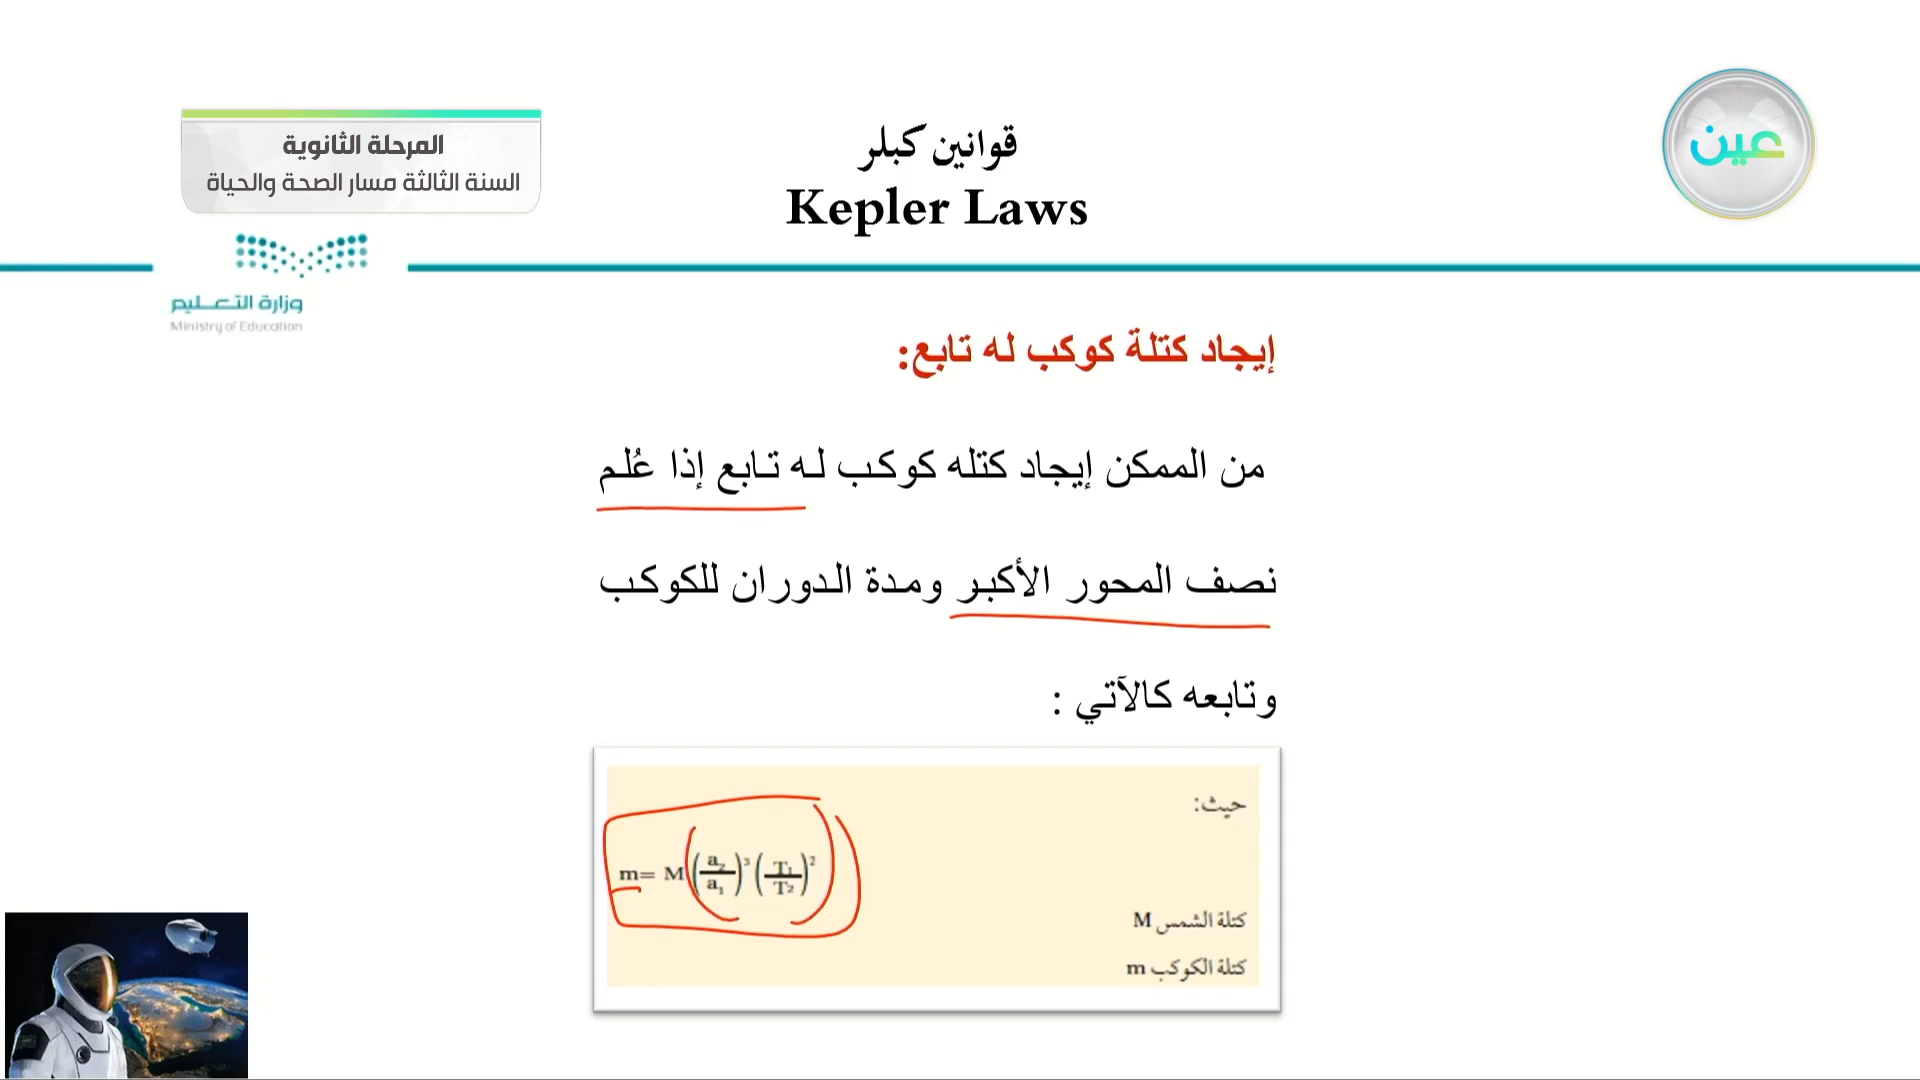 المرحلة الثانوية
السنة الثالثة مسار الصحة والحياة
قوانين كبلر
Kepler Laws
عين
وزارة التعـلـيم
Ministry of Education
إيجاد كتلة كوكب له تابع:
من الممكن إيجاد كتله كوكب له تابع إذا عُلم
نصف المحور الأكبر ومدة الدوران للكوكب
وتابعه كالآتي :
حيث:
m= M(a₂/a₁)³(T₁/T₂)²
كتلة الشمس M
كتلة الكوكب m